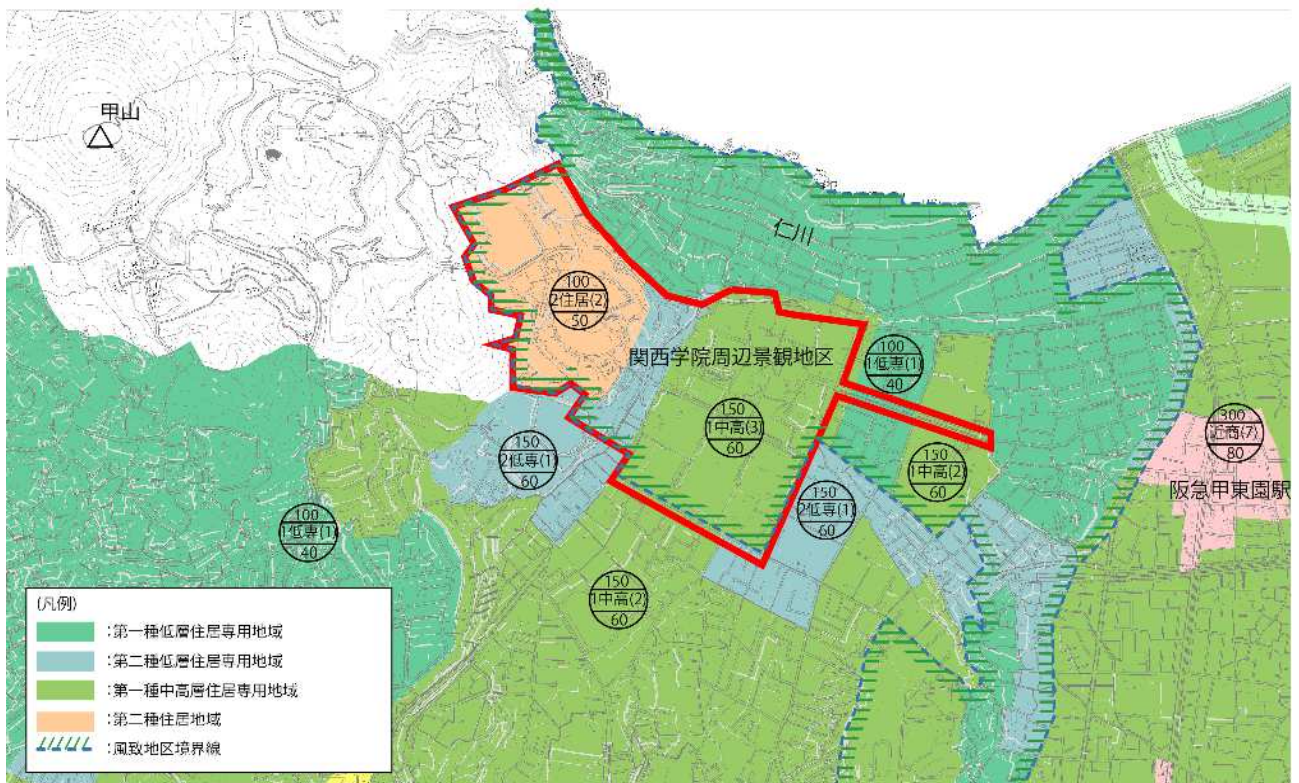 甲山
仁川
100
2住居(2)
50
関西学院周辺景観地区
100
1低専(1)
40
150
1中高(3)
60
300
近商(7)
80
150
2低専(1)
60
150
1中高(2)
60
阪急甲東園駅
150
2低専(1)
60
100
1低専(1)
40
150
1中高(2)
60
(凡例)
:第一種低層住居専用地域
:第二種低層住居専用地域
:第一種中高層住居専用地域
:第二種住居地域
:風致地区境界線